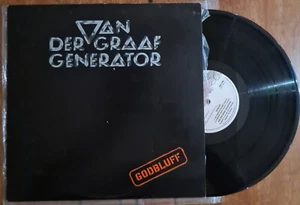 VAN
DER GRAAF
GENERATOR
GODBLUFF